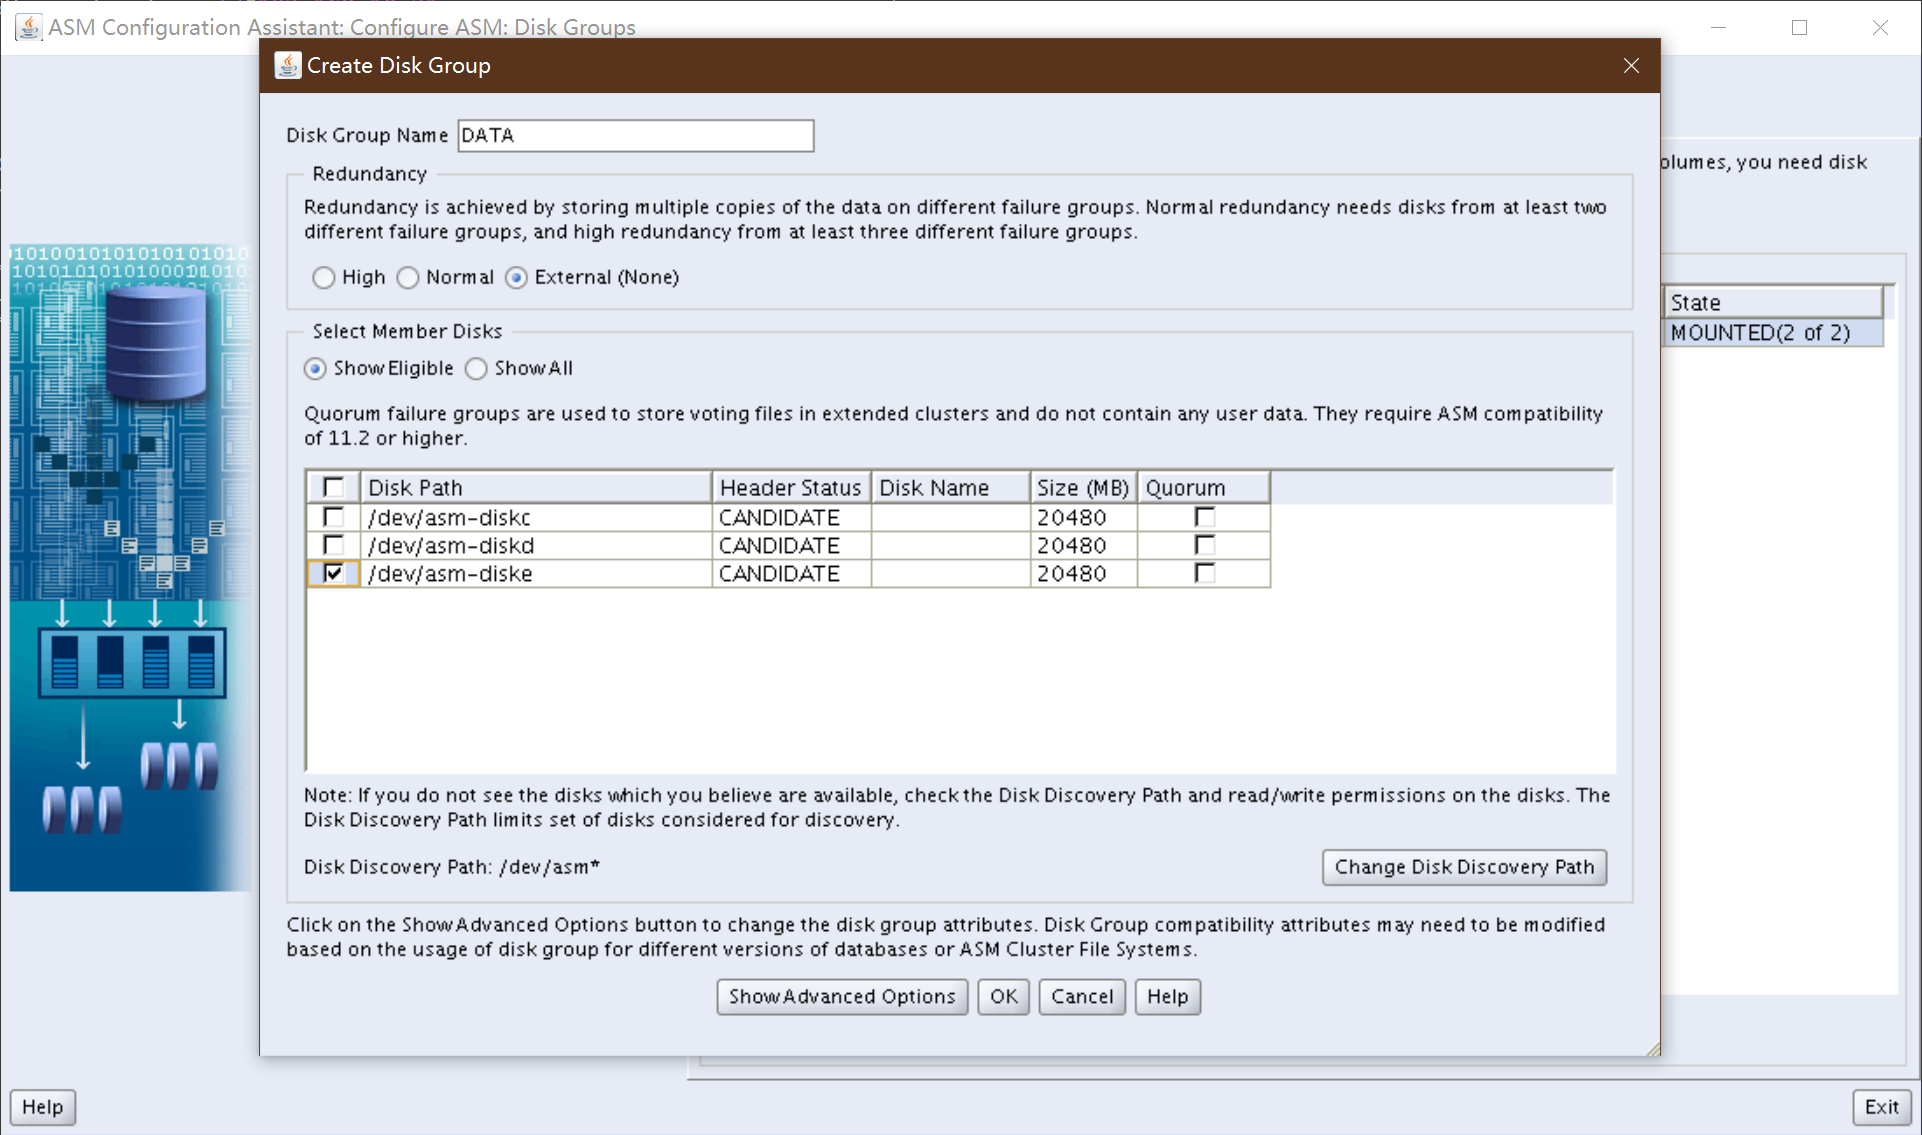 ASM Configuration Assistant: Configure ASM: Disk Groups
Create Disk Group
Disk Group Name DATA
olumes, you need disk
Redundancy
Redundancy is achieved by storing multiple copies of the data on different failure groups. Normal redundancy needs disks from at least two
different failure groups, and high redundancy from at least three different failure groups.
High Normal External (None)
State
MOUNTED(2 of 2)
Select Member Disks
Show Eligible Show All
Quorum failure groups are used to store voting files in extended clusters and do not contain any user data. They require ASM compatibility
of 11.2 or higher.
Disk Path Header Status Disk Name Size (MB) Quorum
/dev/asm-diskc CANDIDATE 20480
/dev/asm-diskd CANDIDATE 20480
/dev/asm-diske CANDIDATE 20480
Note: If you do not see the disks which you believe are available, check the Disk Discovery Path and read/write permissions on the disks. The
Disk Discovery Path limits set of disks considered for discovery.
Disk Discovery Path: /dev/asm* Change Disk Discovery Path
Click on the Show Advanced Options button to change the disk group attributes. Disk Group compatibility attributes may need to be modified
based on the usage of disk group for different versions of databases or ASM Cluster File Systems.
Show Advanced Options OK Cancel Help
Help Exit